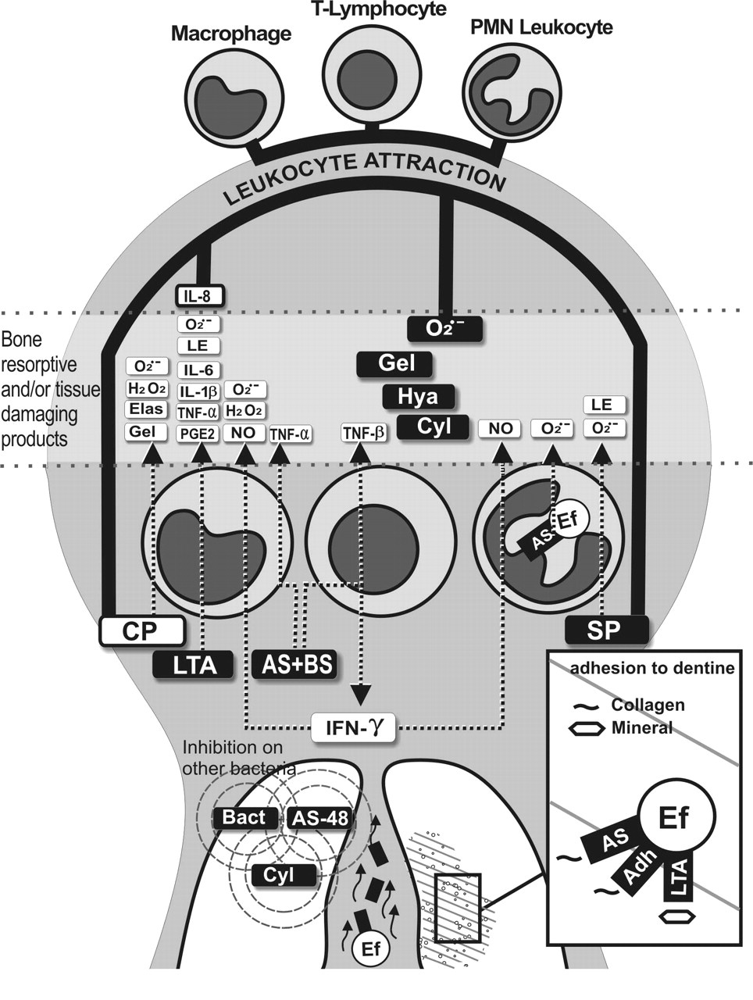 T-Lymphocyte
Macrophage
PMN Leukocyte
LEUKOCYTE ATTRACTION
IL-8
O2•−
LE
IL-6
IL-1β
TNF-α
PGE2
O2•−
H2O2
Elas
Gel
O2•−
H2O2
NO
TNF-α
Bone
resorptive
and/or tissue
damaging
products
O2•−
Gel
Hya
Cyl
TNF-β
NO
O2•−
LE
O2•−
AS
Ef
CP
SP
LTA
AS+BS
IFN-γ
adhesion to dentine
Collagen
Mineral
Ef
AS
Adh
LTA
Inhibition on
other bacteria
Bact
AS-48
Cyl
Ef